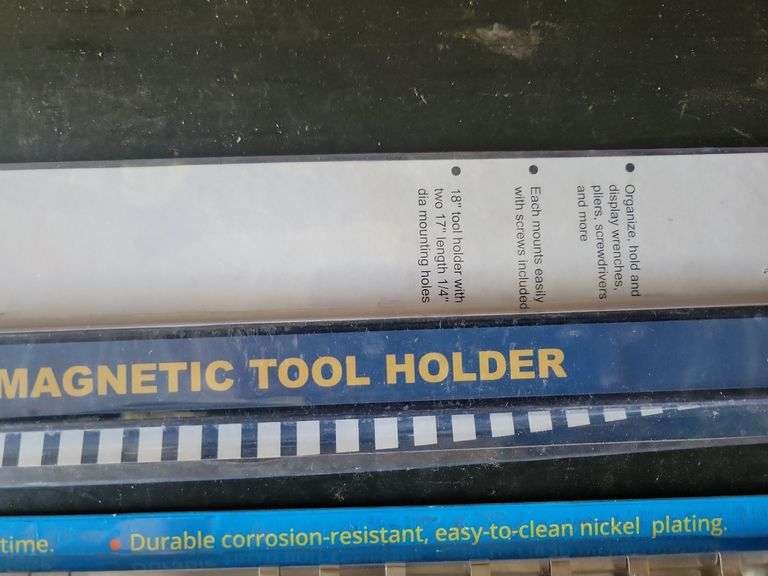 • Organize, hold and
display wrenches,
pliers, screwdrivers
and more
• Each mounts easily
with screws included
• 18" tool holder with
two 17" length 1/4"
dia mounting holes
MAGNETIC TOOL HOLDER
time. • Durable corrosion-resistant, easy-to-clean nickel plating.